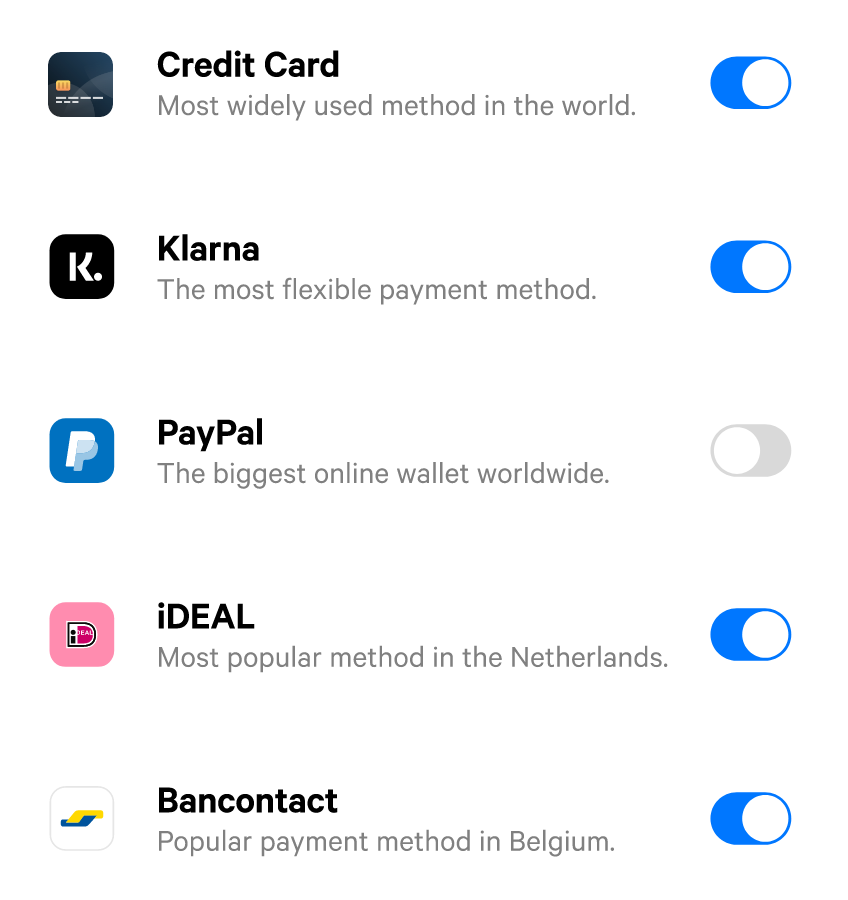 Credit Card
Most widely used method in the world.
K.
Klarna
The most flexible payment method.
PayPal
The biggest online wallet worldwide.
iDEAL
iDEAL
Most popular method in the Netherlands.
Bancontact
Popular payment method in Belgium.